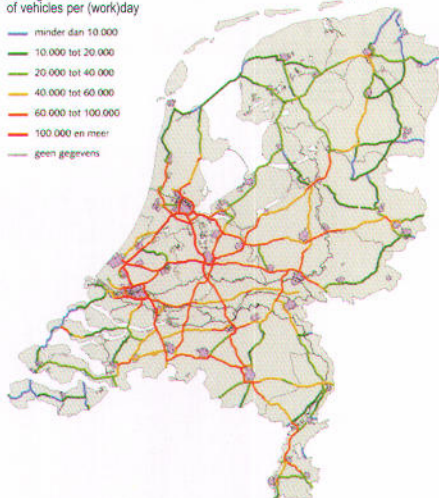 of vehicles per (work)day
minder dan 10.000
10.000 tot 20.000
20 000 tot 40.000
40 000 tot 60.000
60 000 tot 100.000
100.000 en meer
geen gegevens